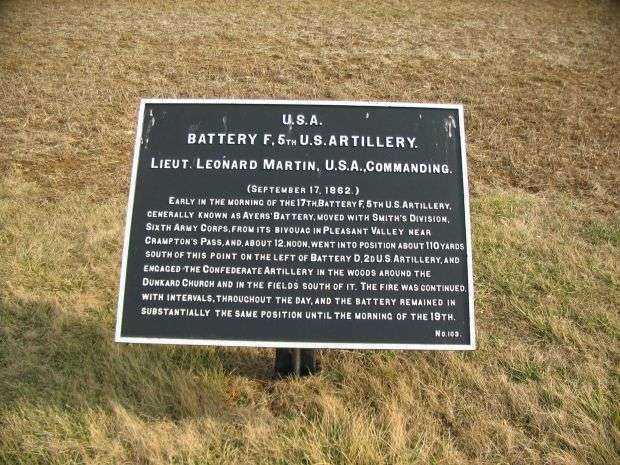 U.S.A.
BATTERY F, 5TH U.S. ARTILLERY.
LIEUT. LEONARD MARTIN, U.S.A., COMMANDING.
(SEPTEMBER 17, 1862.)
EARLY IN THE MORNING OF THE 17TH, BATTERY F, 5TH U.S. ARTILLERY,
GENERALLY KNOWN AS AYERS' BATTERY, MOVED WITH SMITH'S DIVISION,
SIXTH ARMY CORPS, FROM ITS BIVOUAC IN PLEASANT VALLEY NEAR
CRAMPTON'S PASS, AND, ABOUT 12, NOON, WENT INTO POSITION ABOUT 110 YARDS
SOUTH OF THIS POINT ON THE LEFT OF BATTERY D, 2D U.S. ARTILLERY, AND
ENGAGED THE CONFEDERATE ARTILLERY IN THE WOODS AROUND THE
DUNKARD CHURCH AND IN THE FIELDS SOUTH OF IT. THE FIRE WAS CONTINUED,
WITH INTERVALS, THROUGHOUT THE DAY, AND THE BATTERY REMAINED IN
SUBSTANTIALLY THE SAME POSITION UNTIL THE MORNING OF THE 19TH.
NO. 103.